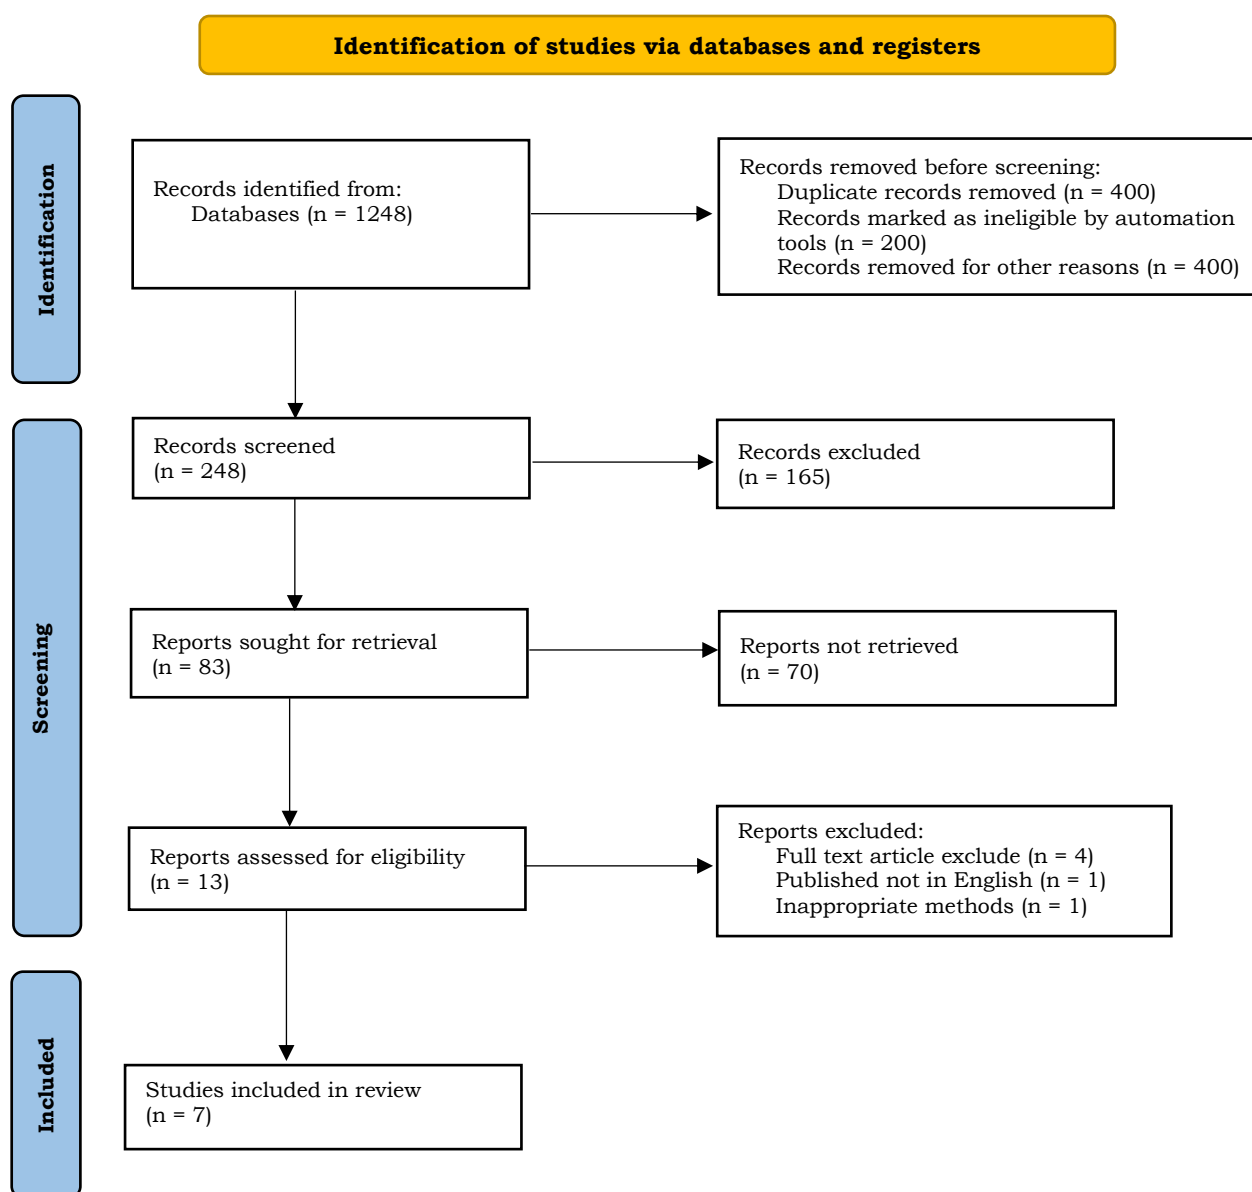 Identification of studies via databases and registers
Identification
Records identified from:
Databases (n = 1248)
Records removed before screening:
Duplicate records removed (n = 400)
Records marked as ineligible by automation
tools (n = 200)
Records removed for other reasons (n = 400)
Screening
Records screened
(n = 248)
Records excluded
(n = 165)
Reports sought for retrieval
(n = 83)
Reports not retrieved
(n = 70)
Reports assessed for eligibility
(n = 13)
Reports excluded:
Full text article exclude (n = 4)
Published not in English (n = 1)
Inappropriate methods (n = 1)
Included
Studies included in review
(n = 7)